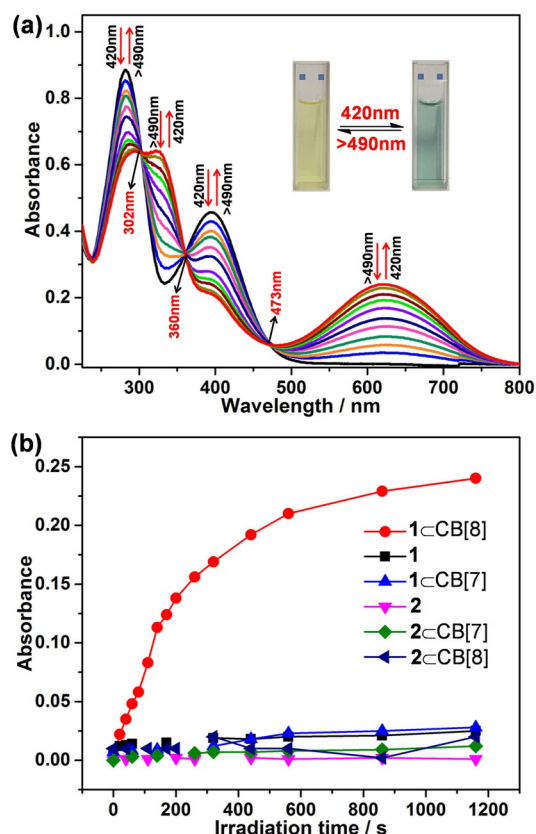 (a)
420nm
>490nm
>490nm
420nm
420nm
>490nm
>490nm
420nm
420nm
>490nm
302nm
360nm
473nm
1.0
0.8
0.6
0.4
0.2
0.0
Absorbance
300 400 500 600 700 800
Wavelength / nm
(b)
0.25
0.20
0.15
0.10
0.05
0.00
Absorbance
1⊂CB[8]
1
1⊂CB[7]
2
2⊂CB[7]
2⊂CB[8]
0 200 400 600 800 1000 1200
Irradiation time / s